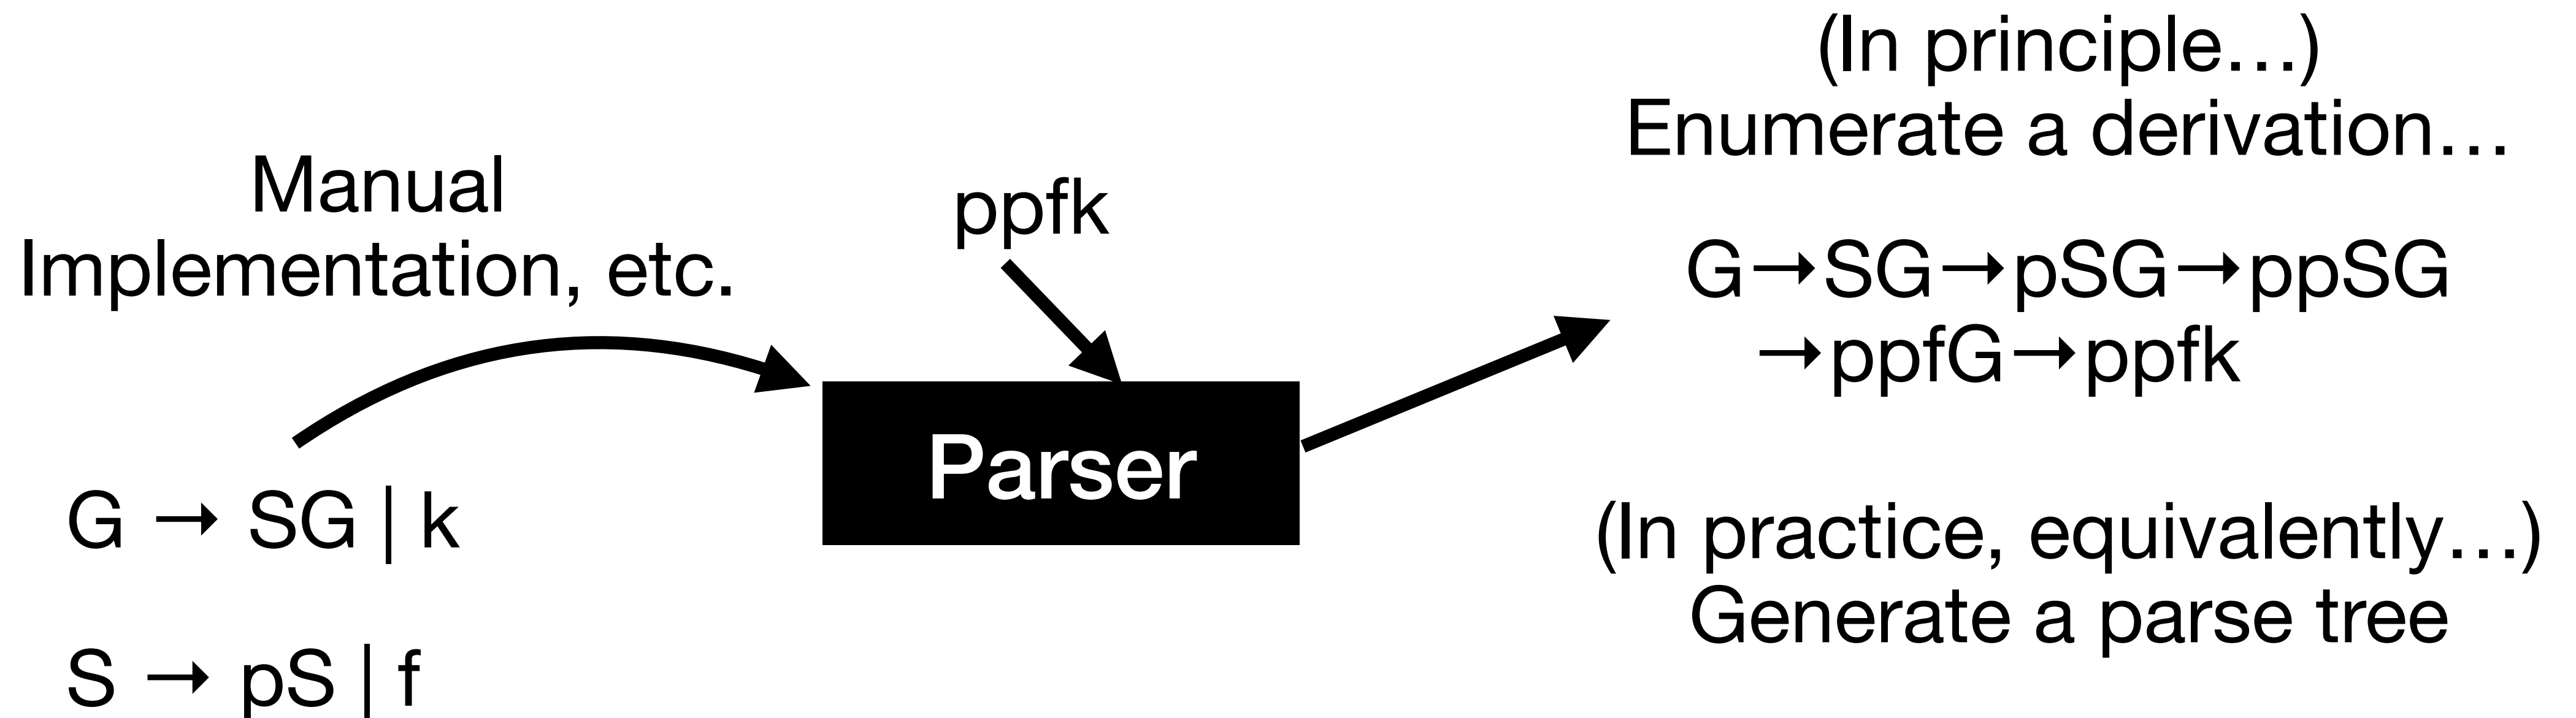 Manual
Implementation, etc.
G → SG | k
S → pS | f
ppfk
Parser
(In principle…)
Enumerate a derivation…
G→SG→pSG→ppSG
→ppfG→ppfk
(In practice, equivalently…)
Generate a parse tree